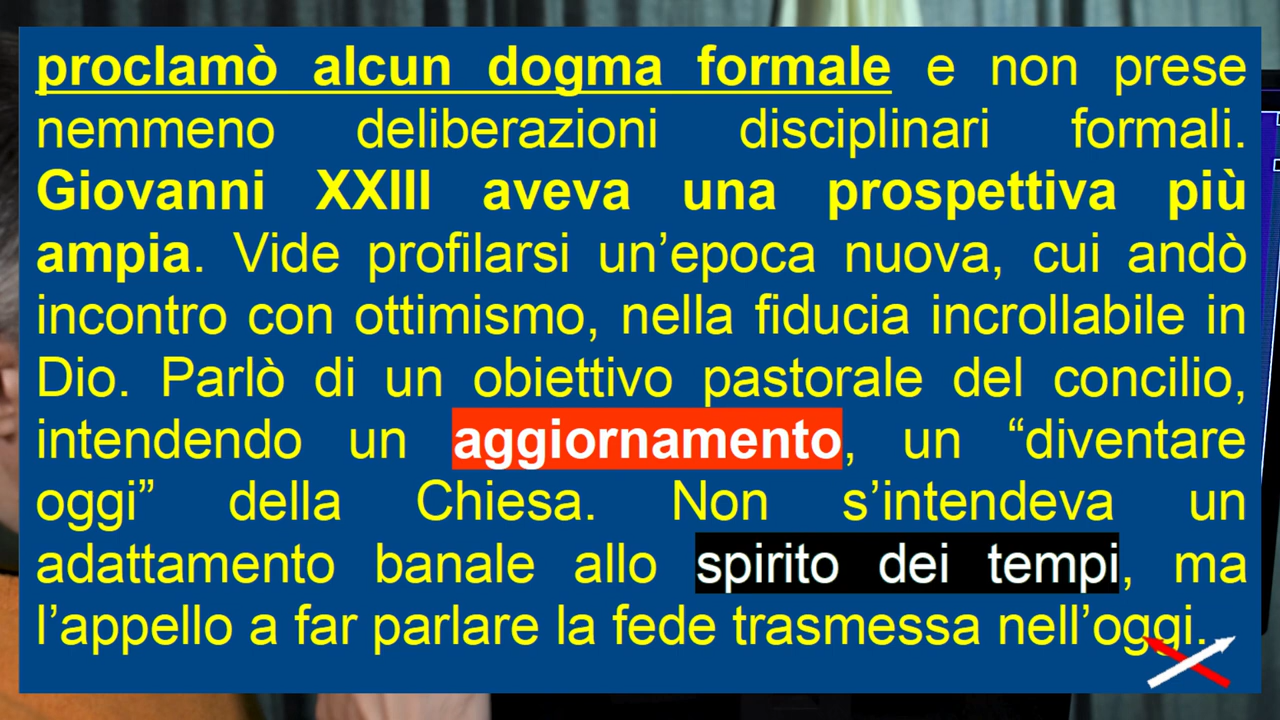 proclamò alcun dogma formale e non prese
nemmeno deliberazioni disciplinari formali.
Giovanni XXIII aveva una prospettiva più
ampia. Vide profilarsi un’epoca nuova, cui andò
incontro con ottimismo, nella fiducia incrollabile in
Dio. Parlò di un obiettivo pastorale del concilio,
intendendo un aggiornamento, un “diventare
oggi” della Chiesa. Non s’intendeva un
adattamento banale allo spirito dei tempi, ma
l’appello a far parlare la fede trasmessa nell’oggi.